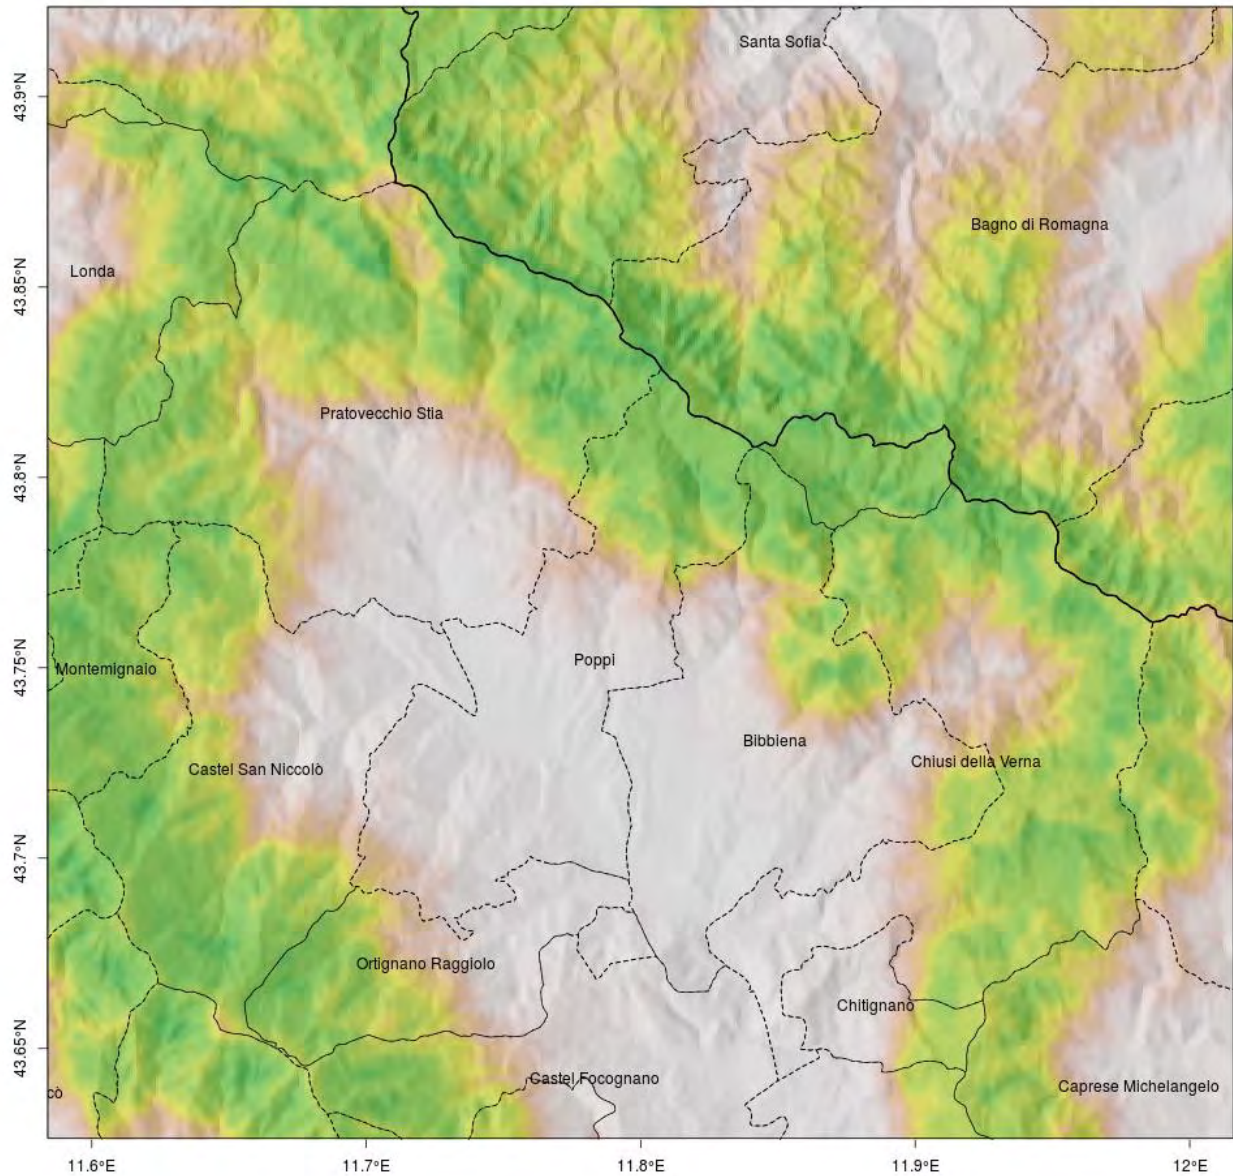 Santa Sofia
43.9°N
Bagno di Romagna
Londa
43.85°N
Pratovecchio Stia
43.8°N
Poppi
Montemignaio
43.75°N
Bibbiena
Chiusi della Verna
Castel San Niccolò
43.7°N
Ortignano Raggiolo
Chitignano
43.65°N
Castel Focognano
Caprese Michelangelo
cò
11.6°E 11.7°E 11.8°E 11.9°E 12°E